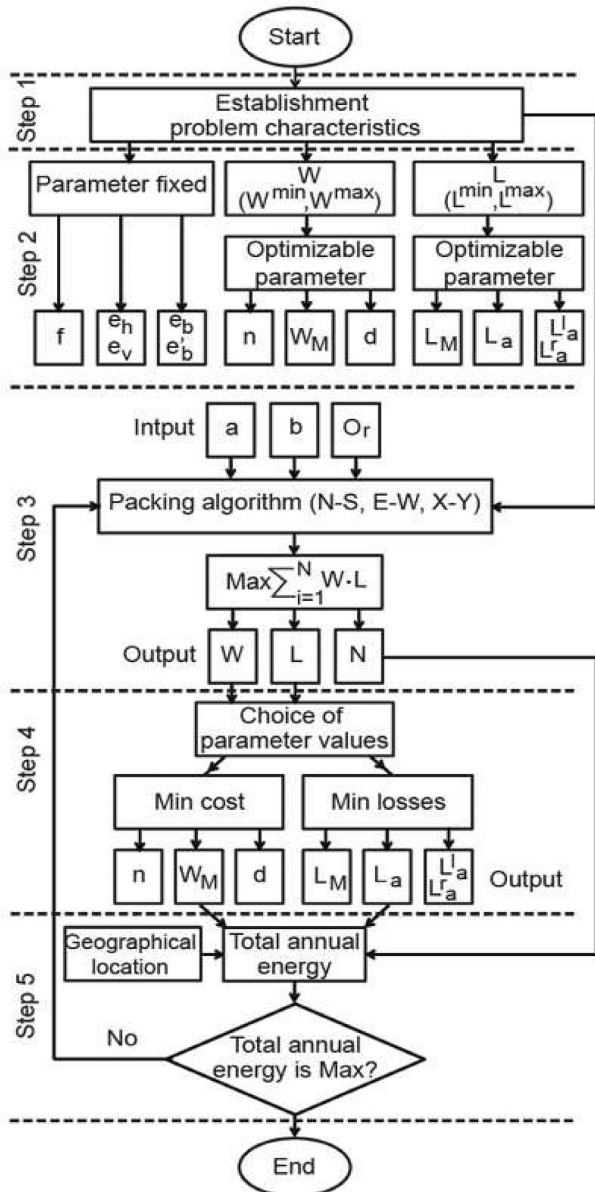 Start
Step 1
Establishment
problem characteristics
Step 2
Parameter fixed
W
(W^min, W^max)
L
(L^min, L^max)
Optimizable
parameter
Optimizable
parameter
f
e_h
e_v
e_b
e'_b
n
W_M
d
L_M
L_a
L^l_a
L^r_a
Step 3
Intput
a
b
O_r
Packing algorithm (N-S, E-W, X-Y)
Max∑_{i=1}^N W·L
Output
W
L
N
Step 4
Choice of
parameter values
Min cost
Min losses
n
W_M
d
L_M
L_a
L^l_a
L^r_a
Output
Step 5
Geographical
location
Total annual
energy
No
Total annual
energy is Max?
End